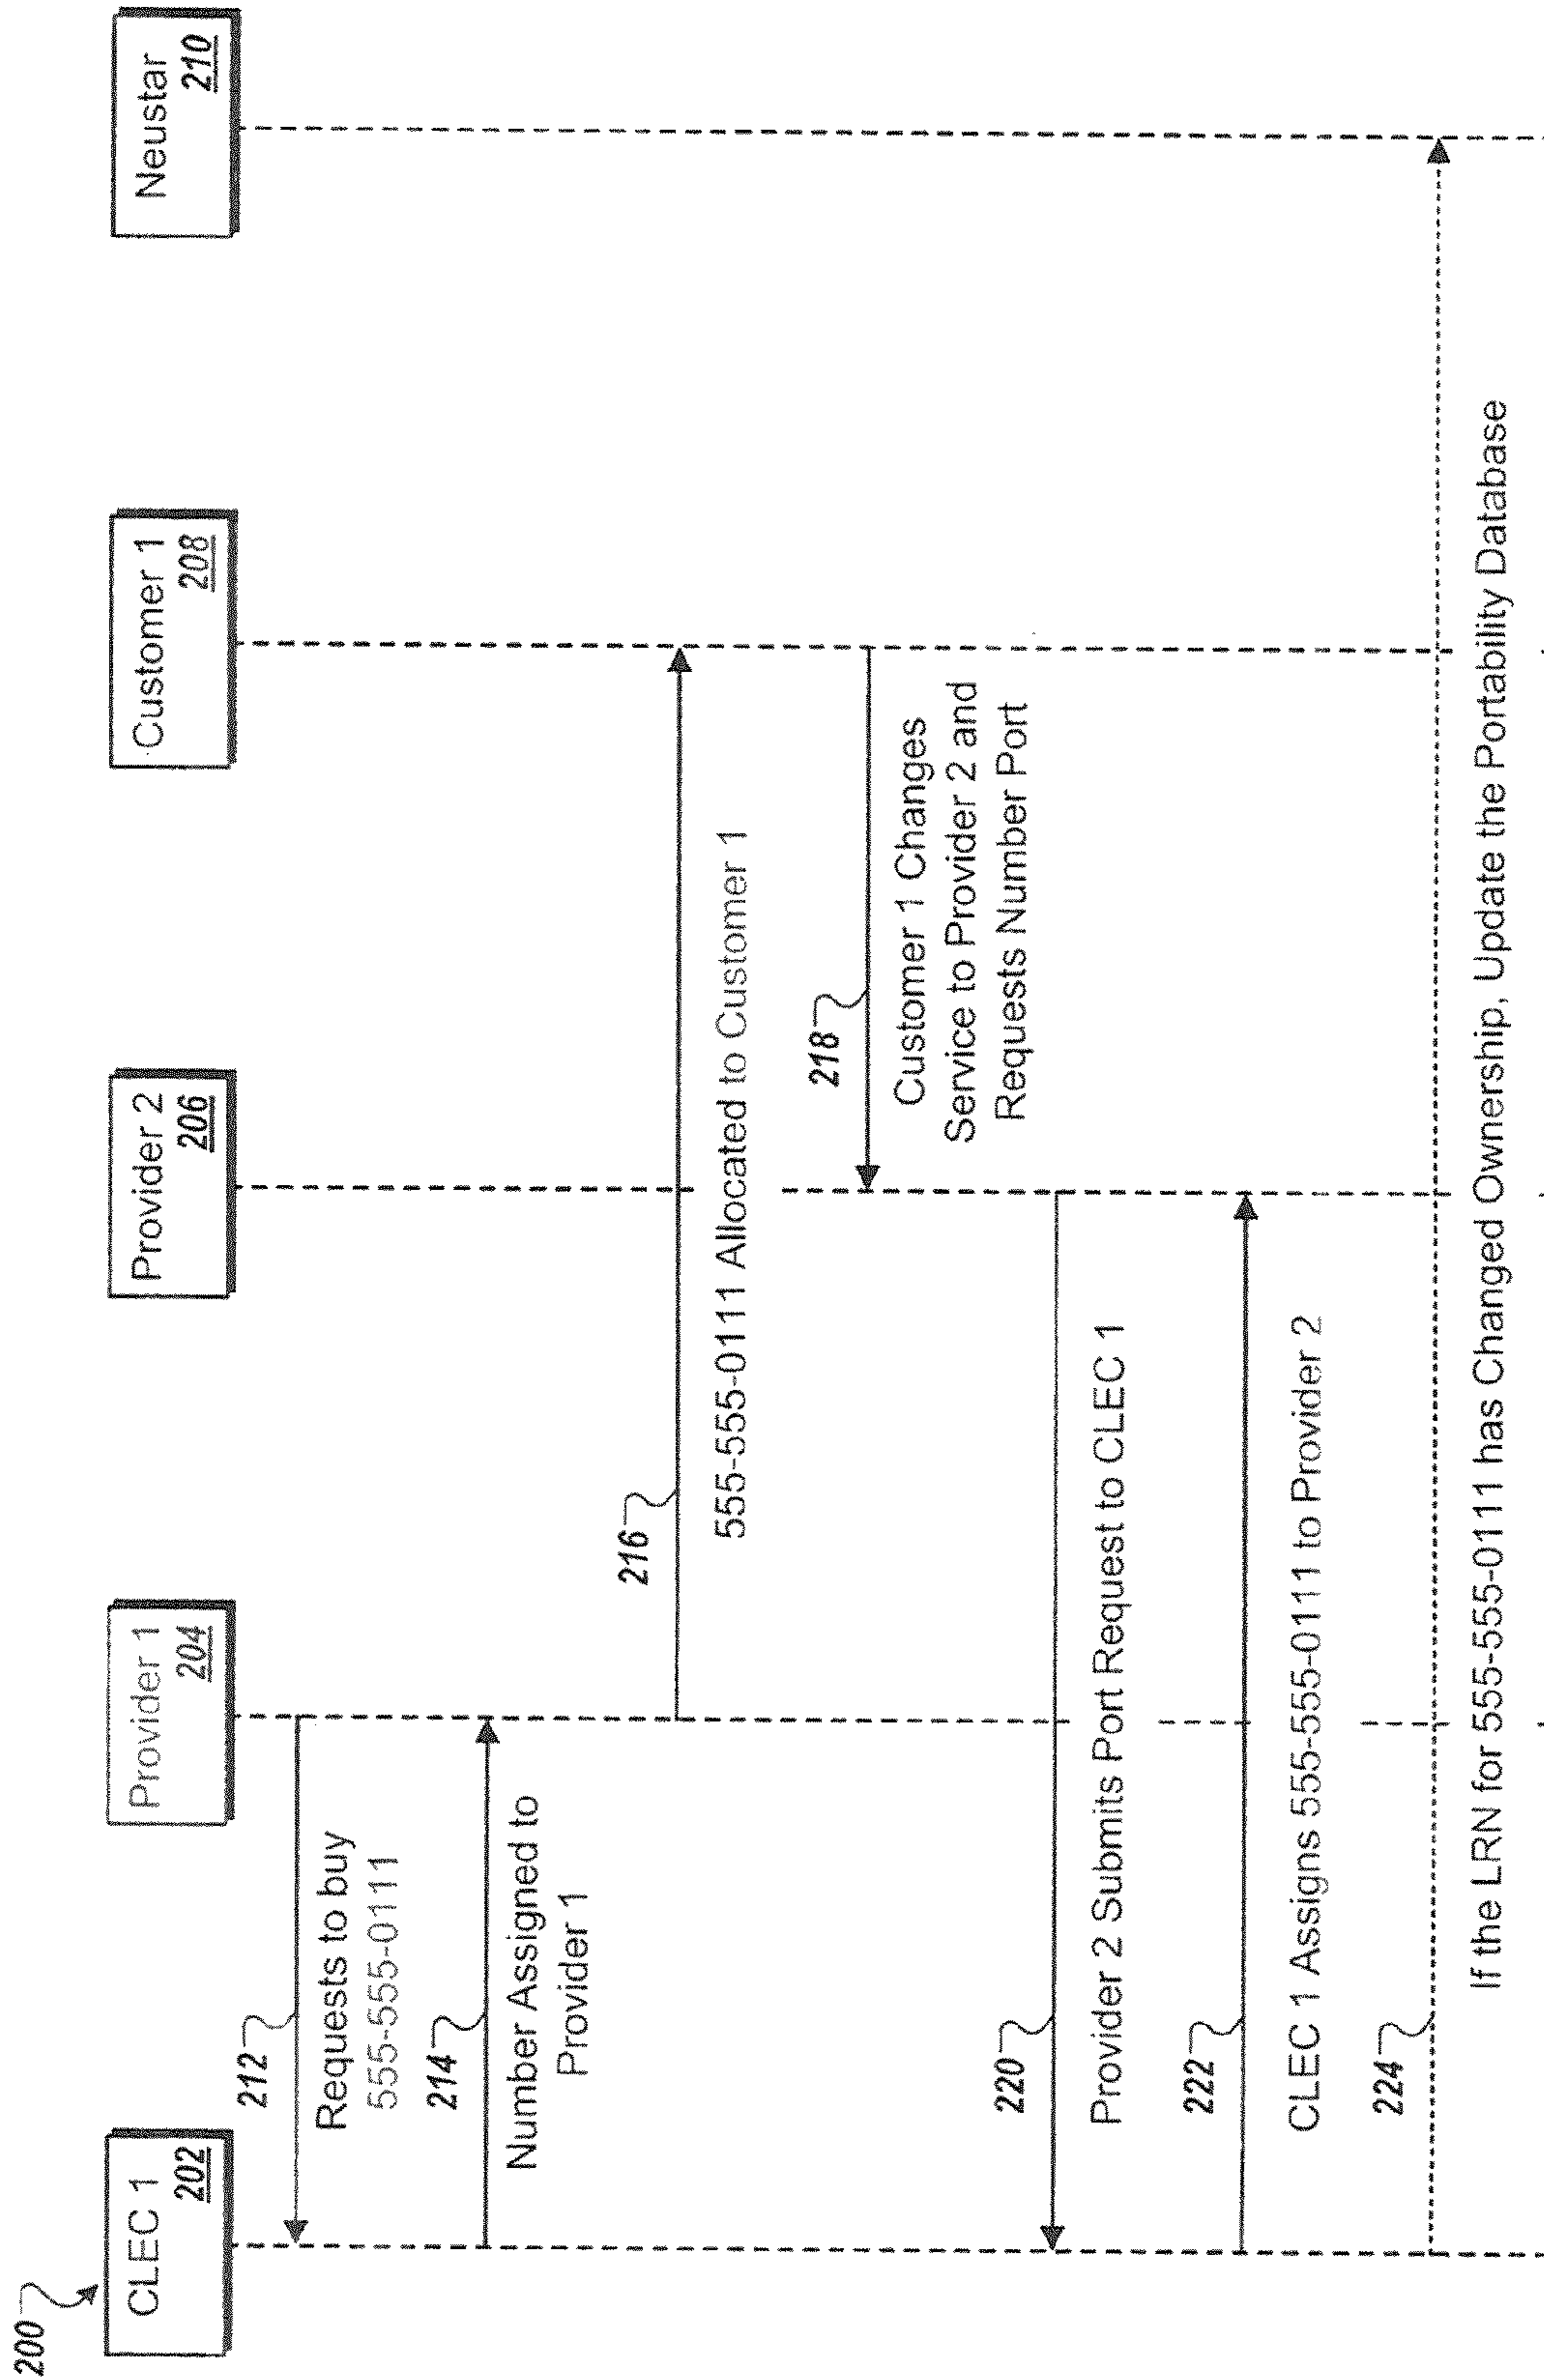 200
CLEC 1
202
Provider 1
204
Provider 2
206
Customer 1
208
Neustar
210
212
Requests to buy
555-555-0111
214
Number Assigned to
Provider 1
216
555-555-0111 Allocated to Customer 1
218
Customer 1 Changes
Service to Provider 2 and
Requests Number Port
220
Provider 2 Submits Port Request to CLEC 1
222
CLEC 1 Assigns 555-555-0111 to Provider 2
224
If the LRN for 555-555-0111 has Changed Ownership, Update the Portability Database